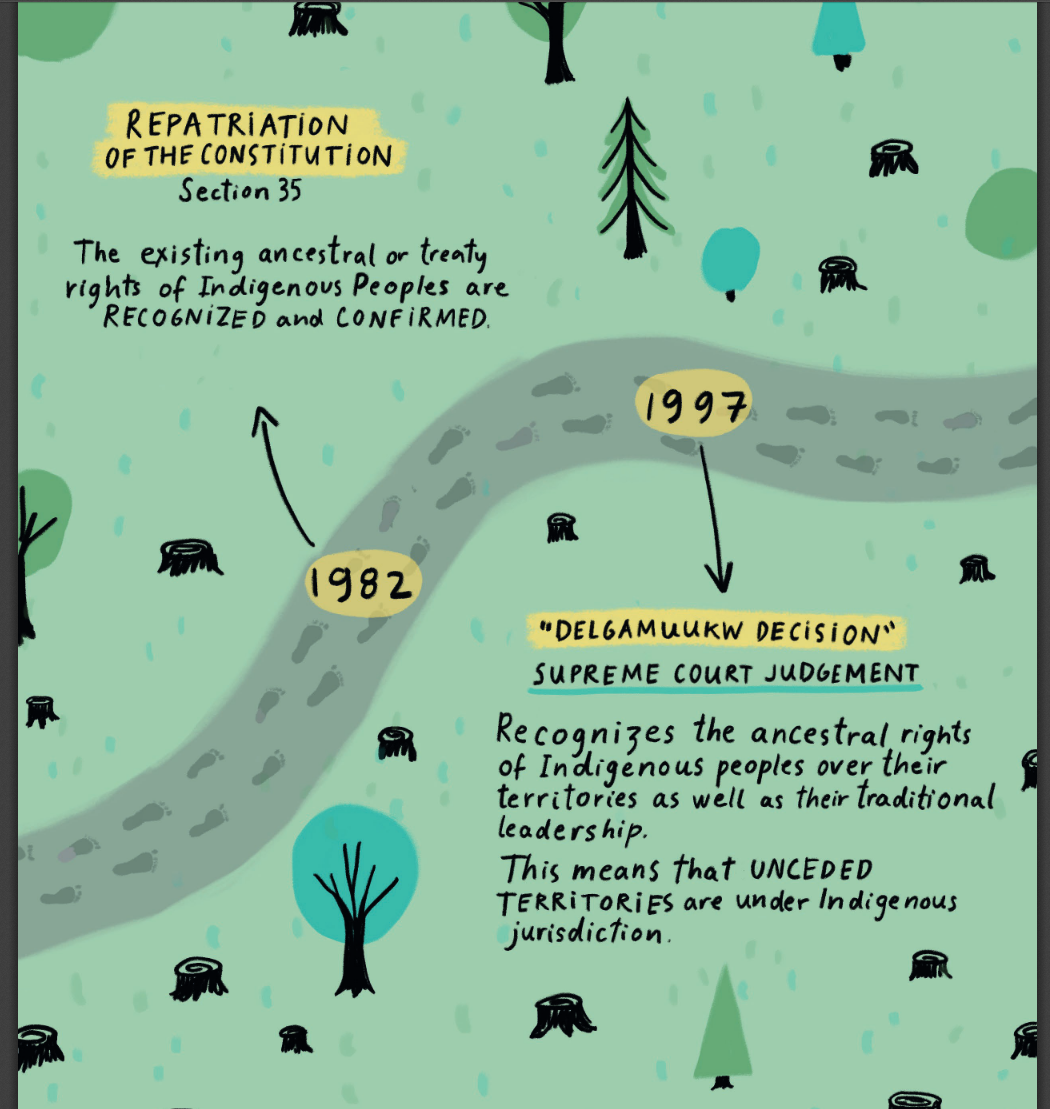 REPATRIATION
OF THE CONSTITUTION
Section 35
The existing ancestral or treaty
rights of Indigenous Peoples are
RECOGNIZED and CONFIRMED.
1997
1982
"DELGAMUUKW DECISION"
SUPREME COURT JUDGEMENT
Recognizes the ancestral rights
of Indigenous peoples over their
territories as well as their traditional
leadership.
This means that UNCEDED
TERRITORIES are under Indigenous
jurisdiction.